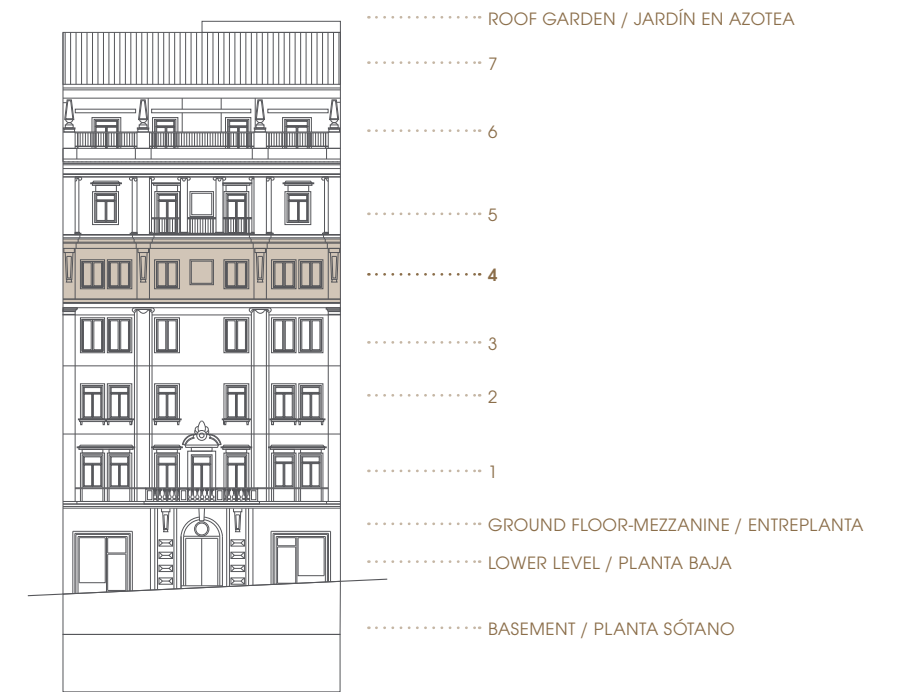 ROOF GARDEN / JARDÍN EN AZOTEA
7
6
5
4
3
2
1
GROUND FLOOR-MEZZANINE / ENTREPLANTA
LOWER LEVEL / PLANTA BAJA
BASEMENT / PLANTA SÓTANO